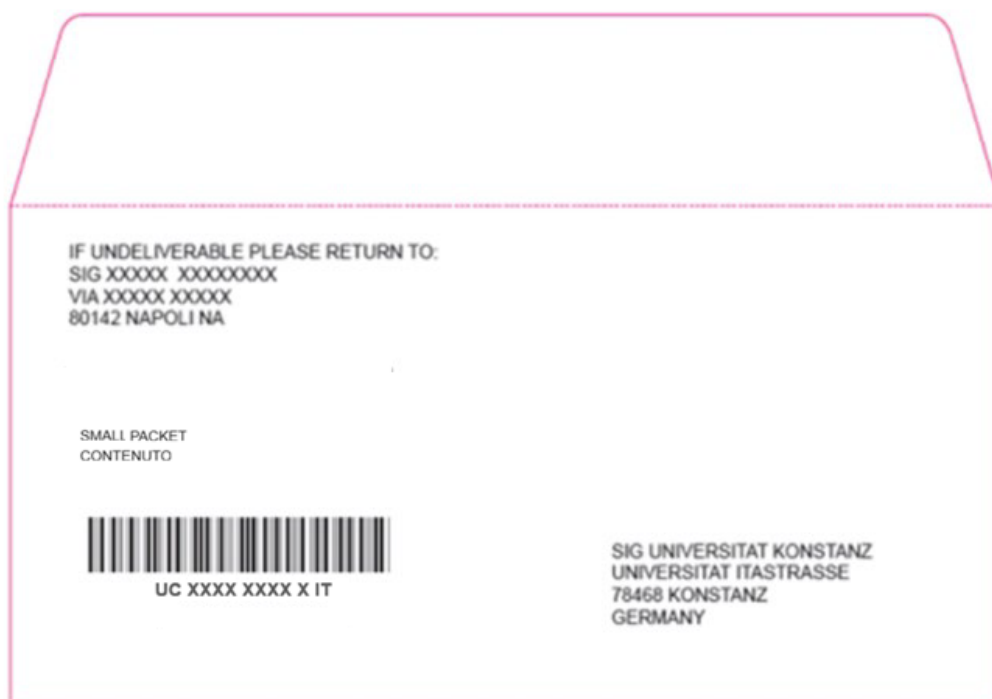 IF UNDELIVERABLE PLEASE RETURN TO:
SIG XXXXX XXXXXXXX
VIA XXXXX XXXXX
80142 NAPOLI NA
SMALL PACKET
CONTENUTO
UC XXXX XXXX X IT
SIG UNIVERSITAT KONSTANZ
UNIVERSITAT ITASTRASSE
78468 KONSTANZ
GERMANY